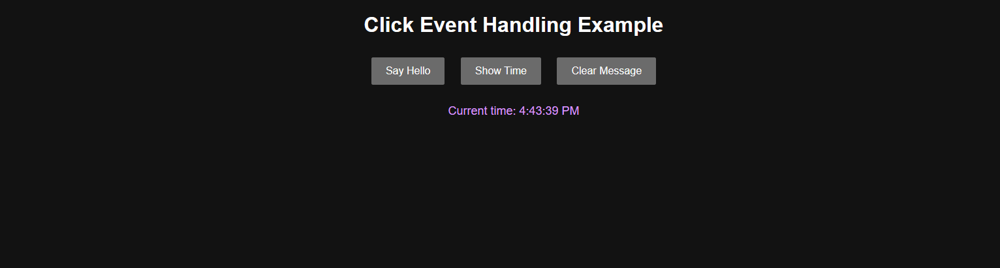 Click Event Handling Example
Say Hello Show Time Clear Message
Current time: 4:43:39 PM